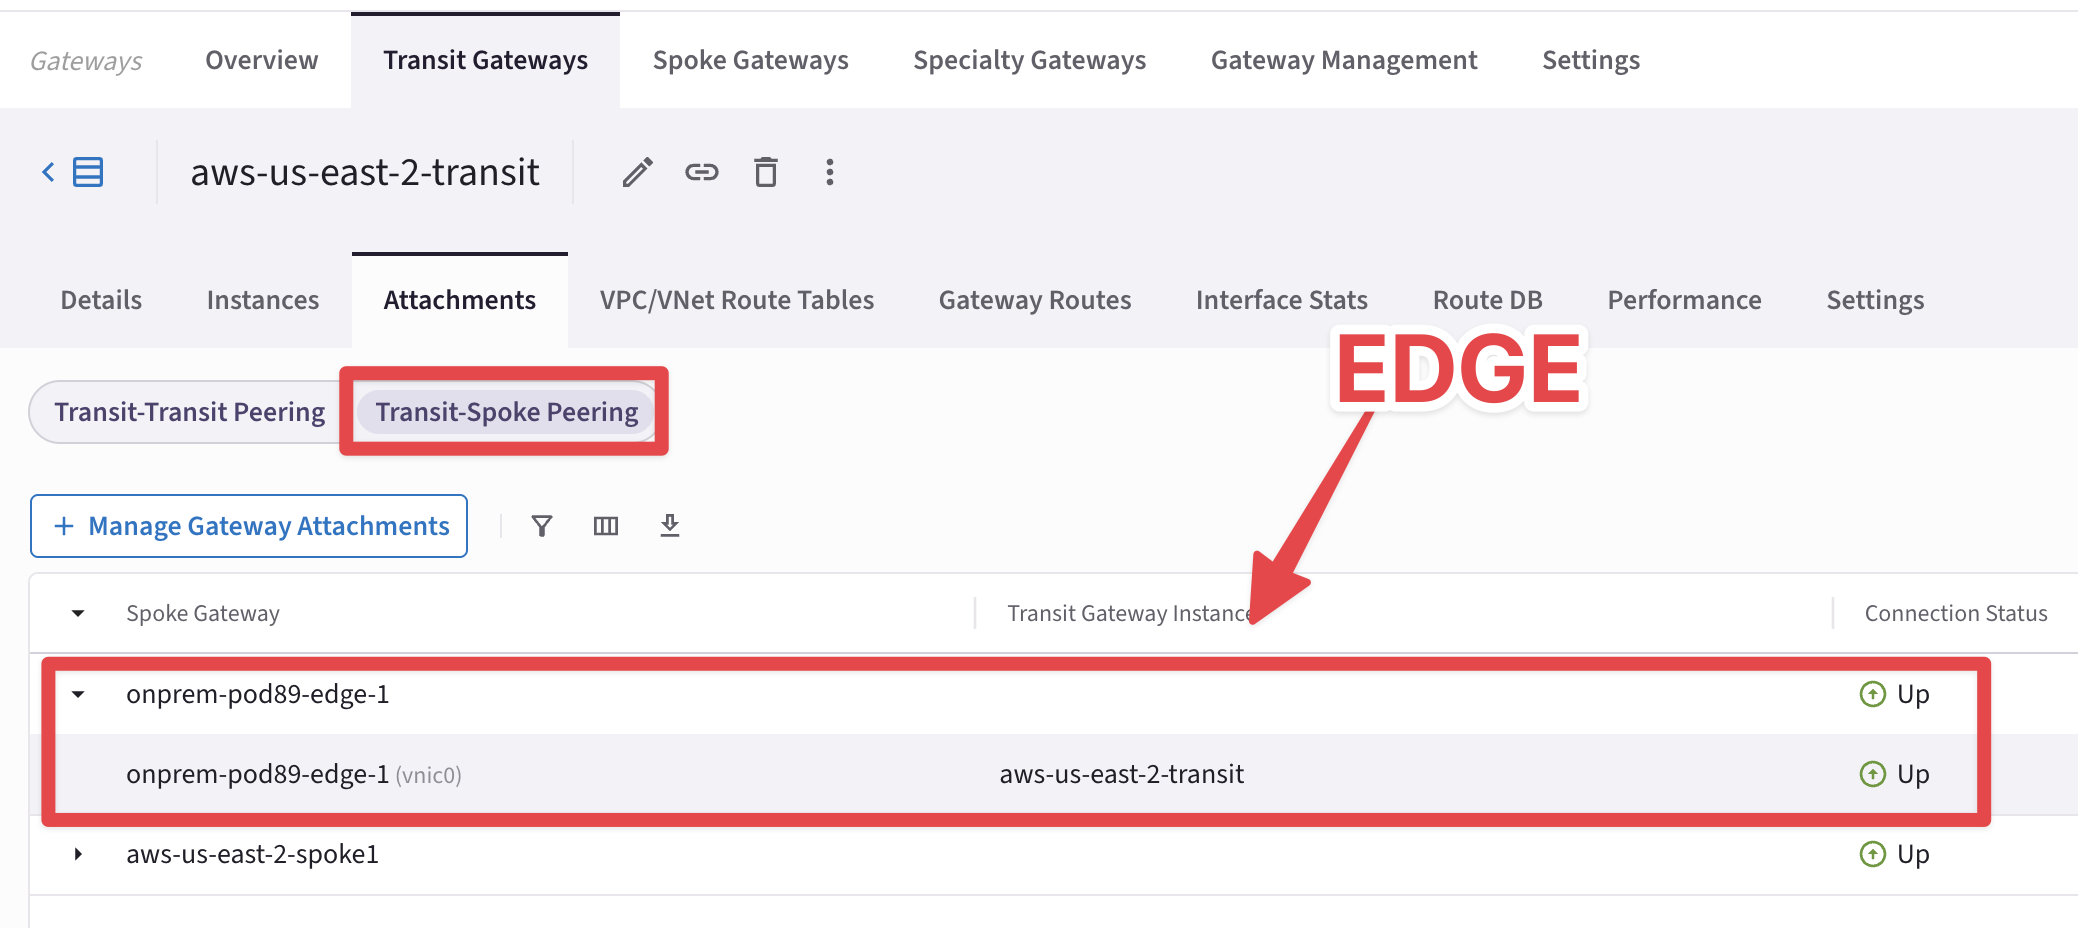 Gateways Overview Transit Gateways Spoke Gateways Specialty Gateways Gateway Management Settings
aws-us-east-2-transit
Details Instances Attachments VPC/VNet Route Tables Gateway Routes Interface Stats Route DB Performance Settings
EDGE
Transit-Transit Peering Transit-Spoke Peering
+ Manage Gateway Attachments
Spoke Gateway Transit Gateway Instance Connection Status
onprem-pod89-edge-1 Up
onprem-pod89-edge-1 (vnic0) aws-us-east-2-transit Up
aws-us-east-2-spoke1 Up